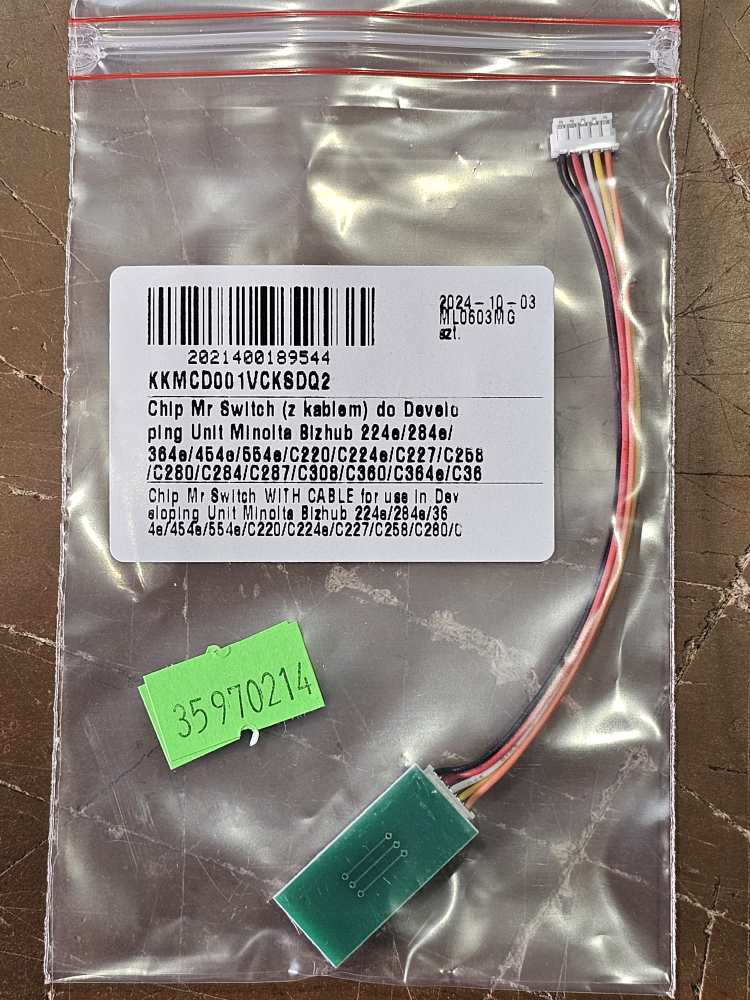 2024-10-03
ML0603MG
szt.
2021400189544
KKMCD001VCKSDQ2
Chip Mr Switch (z kablem) do Develo
ping Unit Minolta Bizhub 224e/284e/
364e/454e/554e/C220/C224e/C227/C258
/C280/C284/C287/C308/C360/C364e/C36
Chip Mr Switch WITH CABLE for use in Dev
eloping Unit Minolta Bizhub 224e/284e/36
4e/454e/554e/C220/C224e/C227/C258/C280/C
35970214